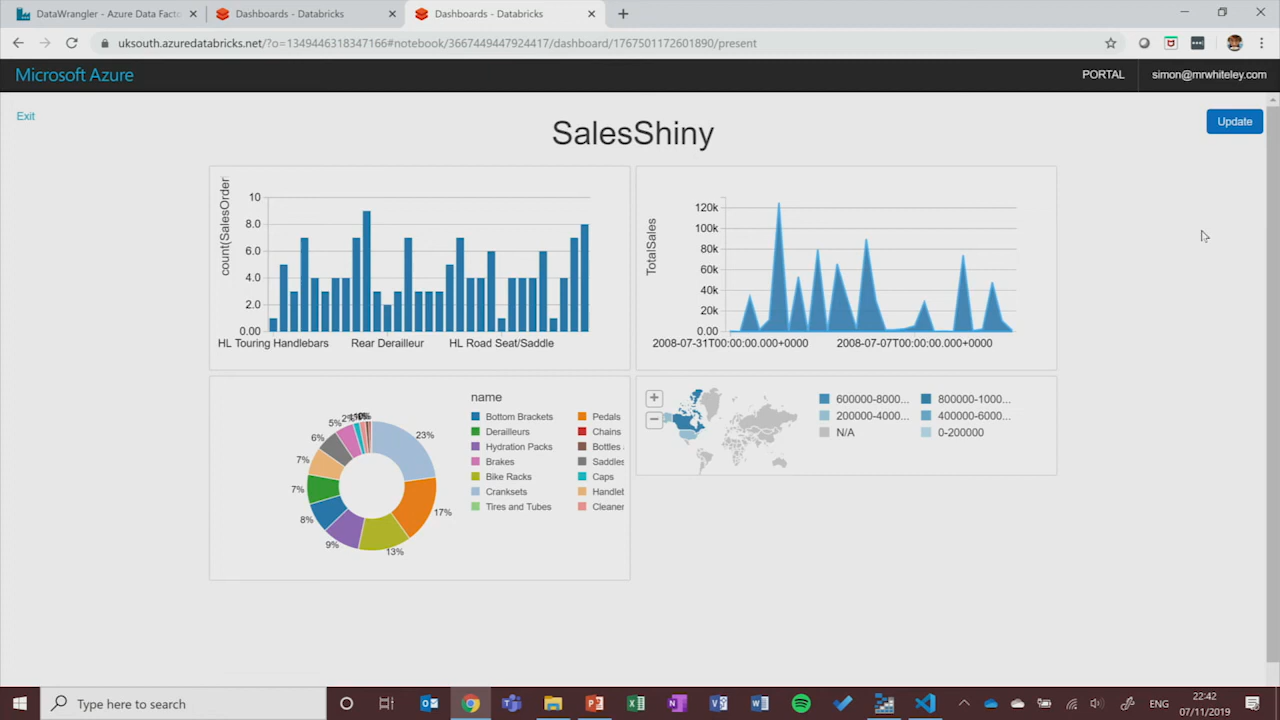 DataWrangler - Azure Data Facto
Dashboards - Databricks
Dashboards - Databricks
uksouth.azuredatabricks.net/?o=1349446318347166#notebook/3667449447924417/dashboard/1767501172601890/present
Microsoft Azure
PORTAL
simon@mrwhiteley.com
Exit
SalesShiny
Update
count(SalesOrder
10
8.0
6.0
4.0
2.0
0.00
HL Touring Handlebars
Rear Derailleur
HL Road Seat/Saddle
TotalSales
120k
100k
80k
60k
40k
20k
0.00
2008-07-31T00:00:00.000+0000
2008-07-07T00:00:00.000+0000
23%
17%
13%
9%
8%
7%
7%
6%
5%
name
Bottom Brackets
Pedals
Derailleurs
Chains
Hydration Packs
Bottles
Brakes
Saddles
Bike Racks
Caps
Cranksets
Handlet
Tires and Tubes
Cleaner
600000-8000...
800000-1000...
200000-4000...
400000-6000...
N/A
0-200000
Type here to search
ENG
22:42
07/11/2019